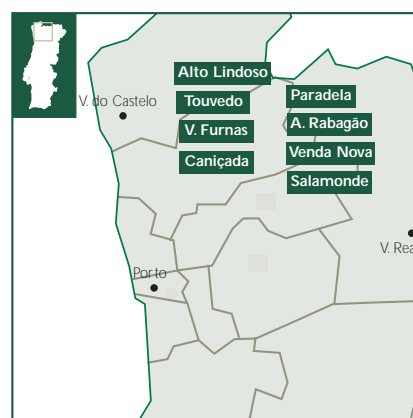 Alto Lindoso
Touvedo
V. Furnas
Caniçada
Paradela
A. Rabagão
Venda Nova
Salamonde
V. do Castelo
Porto
V. Rea